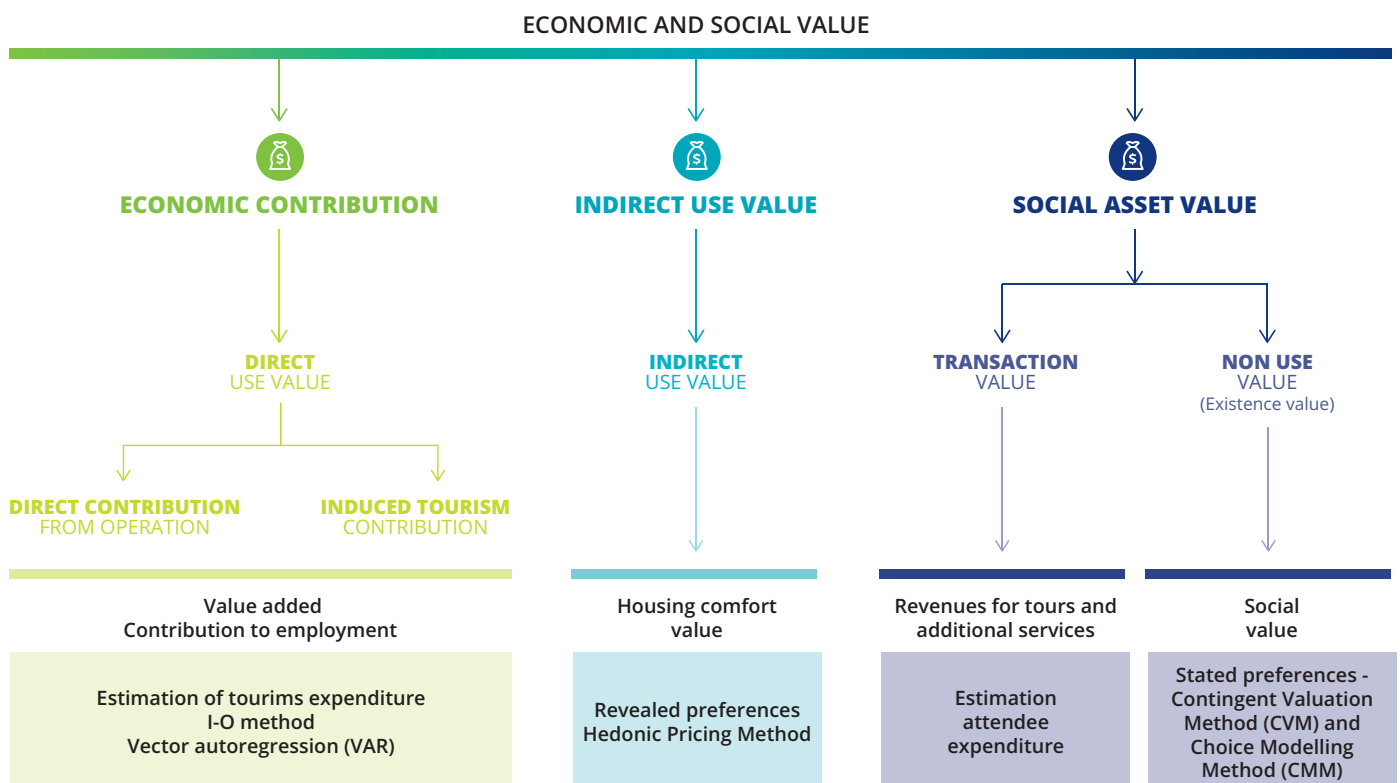 ECONOMIC AND SOCIAL VALUE
$
$
$
ECONOMIC CONTRIBUTION
INDIRECT USE VALUE
SOCIAL ASSET VALUE
DIRECT
USE VALUE
INDIRECT
USE VALUE
TRANSACTION
VALUE
NON USE
VALUE
(Existence value)
DIRECT CONTRIBUTION
FROM OPERATION
INDUCED TOURISM
CONTRIBUTION
Value added
Contribution to employment
Housing comfort
value
Revenues for tours and
additional services
Social
value
Estimation of tourims expenditure
I-O method
Vector autoregression (VAR)
Revealed preferences
Hedonic Pricing Method
Estimation
attendee
expenditure
Stated preferences -
Contingent Valuation
Method (CVM) and
Choice Modelling
Method (CMM)